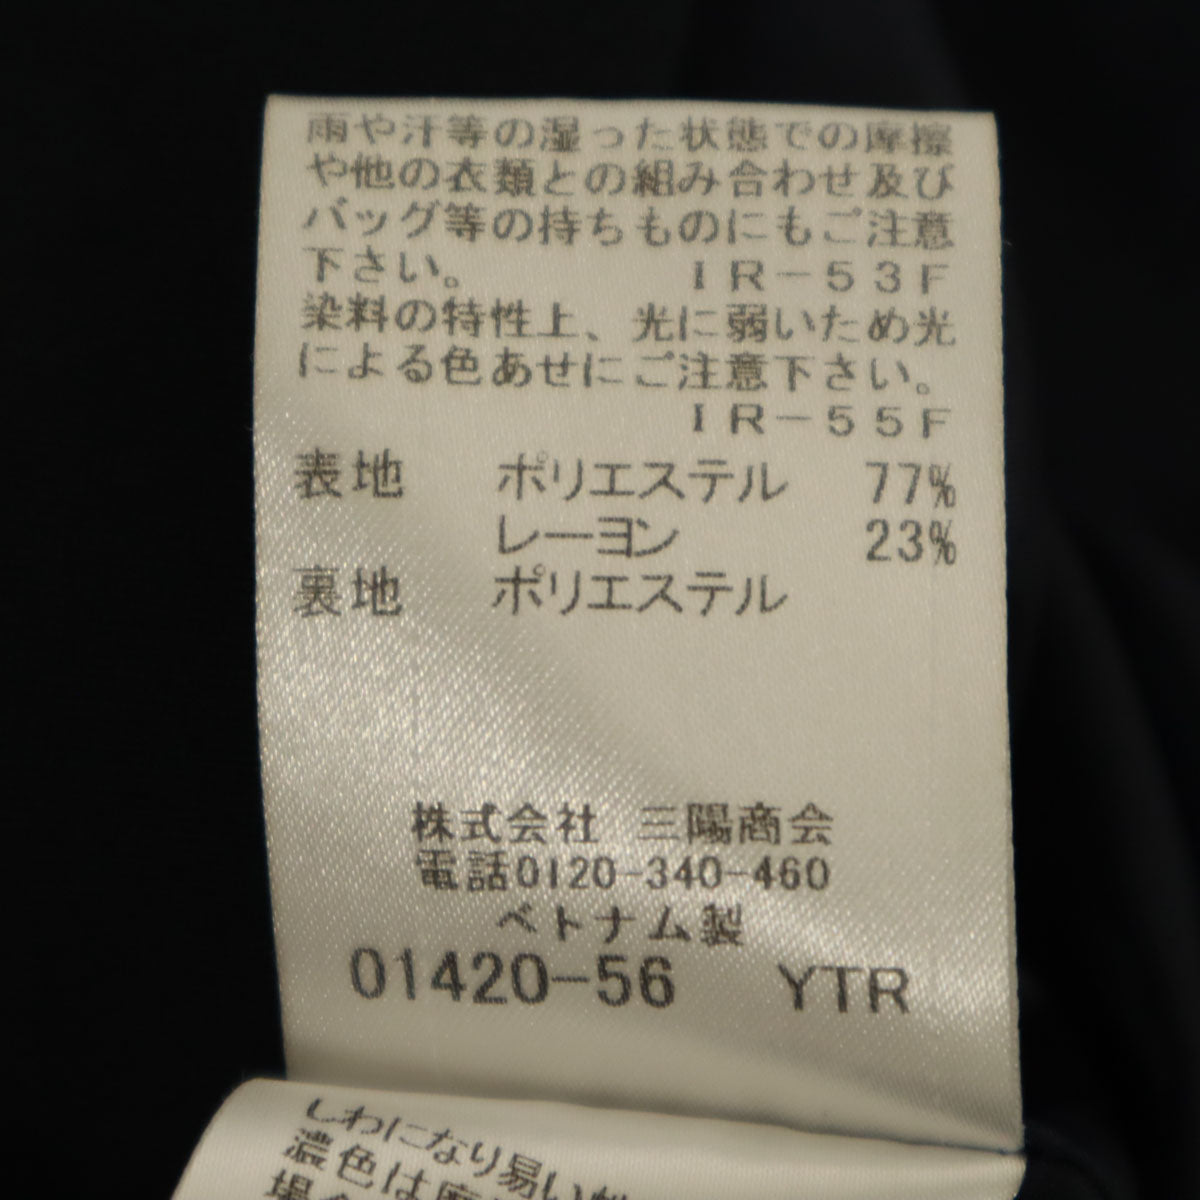 雨や汗等の湿った状態での摩擦
や他の衣類との組み合わせ及び
バッグ等の持ちものにもご注意
下さい。 IR-53F
染料の特性上、光に弱いため光
による色あせにご注意下さい。
IR-55F
表地 ポリエステル 77%
レーヨン 23%
裏地 ポリエステル
株式会社 三陽商会
電話0120-340-460
ベトナム製
01420-56 YTR
しわになり易い
濃色は摩
場合